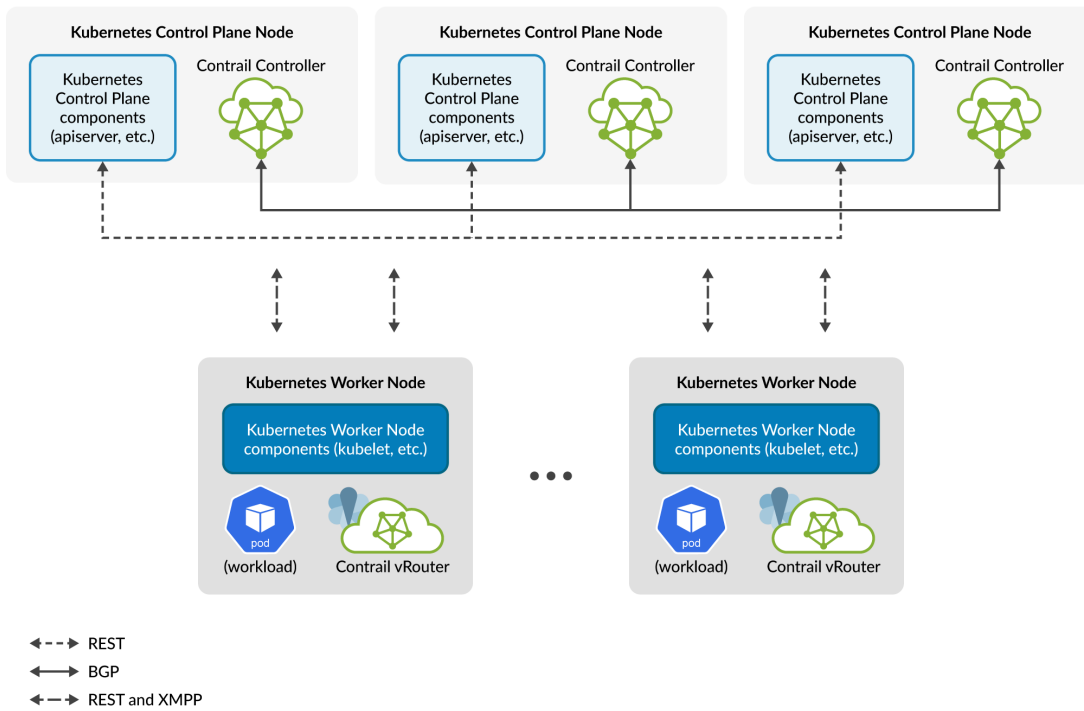 Kubernetes Control Plane Node
Kubernetes
Control Plane
components
(apiserver, etc.)
Contrail Controller
Kubernetes Control Plane Node
Kubernetes
Control Plane
components
(apiserver, etc.)
Contrail Controller
Kubernetes Control Plane Node
Kubernetes
Control Plane
components
(apiserver, etc.)
Contrail Controller
Kubernetes Worker Node
Kubernetes Worker Node
components (kubelet, etc.)
pod
(workload)
Contrail vRouter
Kubernetes Worker Node
Kubernetes Worker Node
components (kubelet, etc.)
pod
(workload)
Contrail vRouter
REST
BGP
REST and XMPP